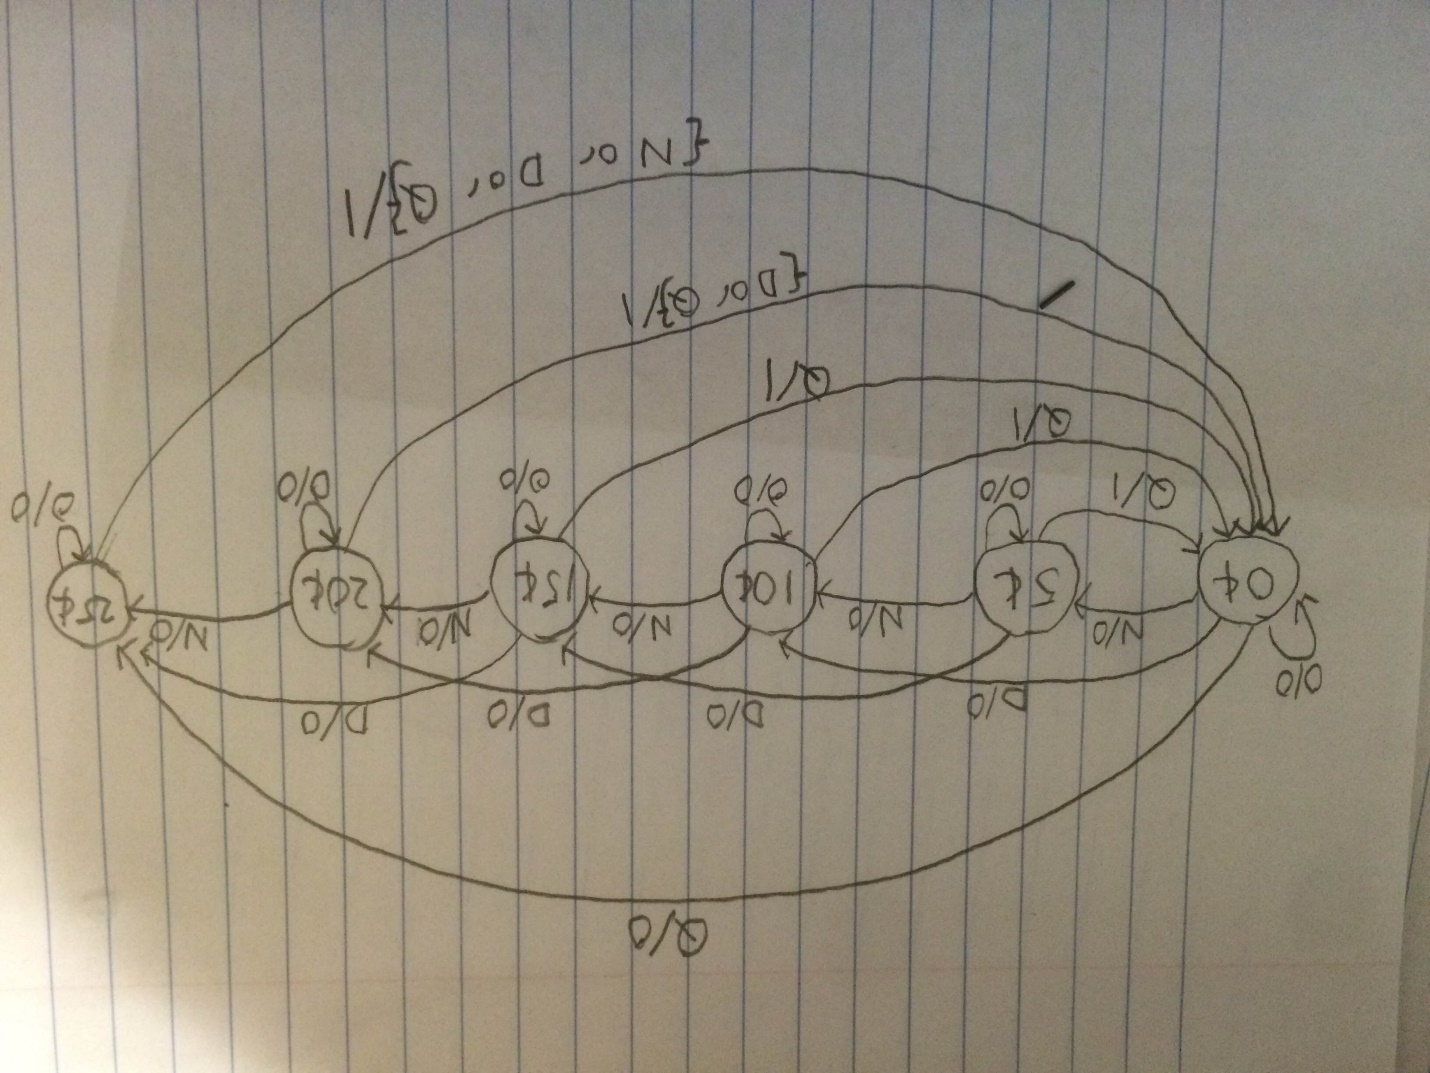 Q/0
0/0 D/0 D/0 D/0 D/0
N/0 N/0 N/0 N/0 N/0
0¢ 5¢ 10¢ 15¢ 20¢ 25¢
Q/1 0/0 0/0 0/0 0/0 0/0
Q/1
Q/1
{D or Q}/1
{N or D or Q}/1